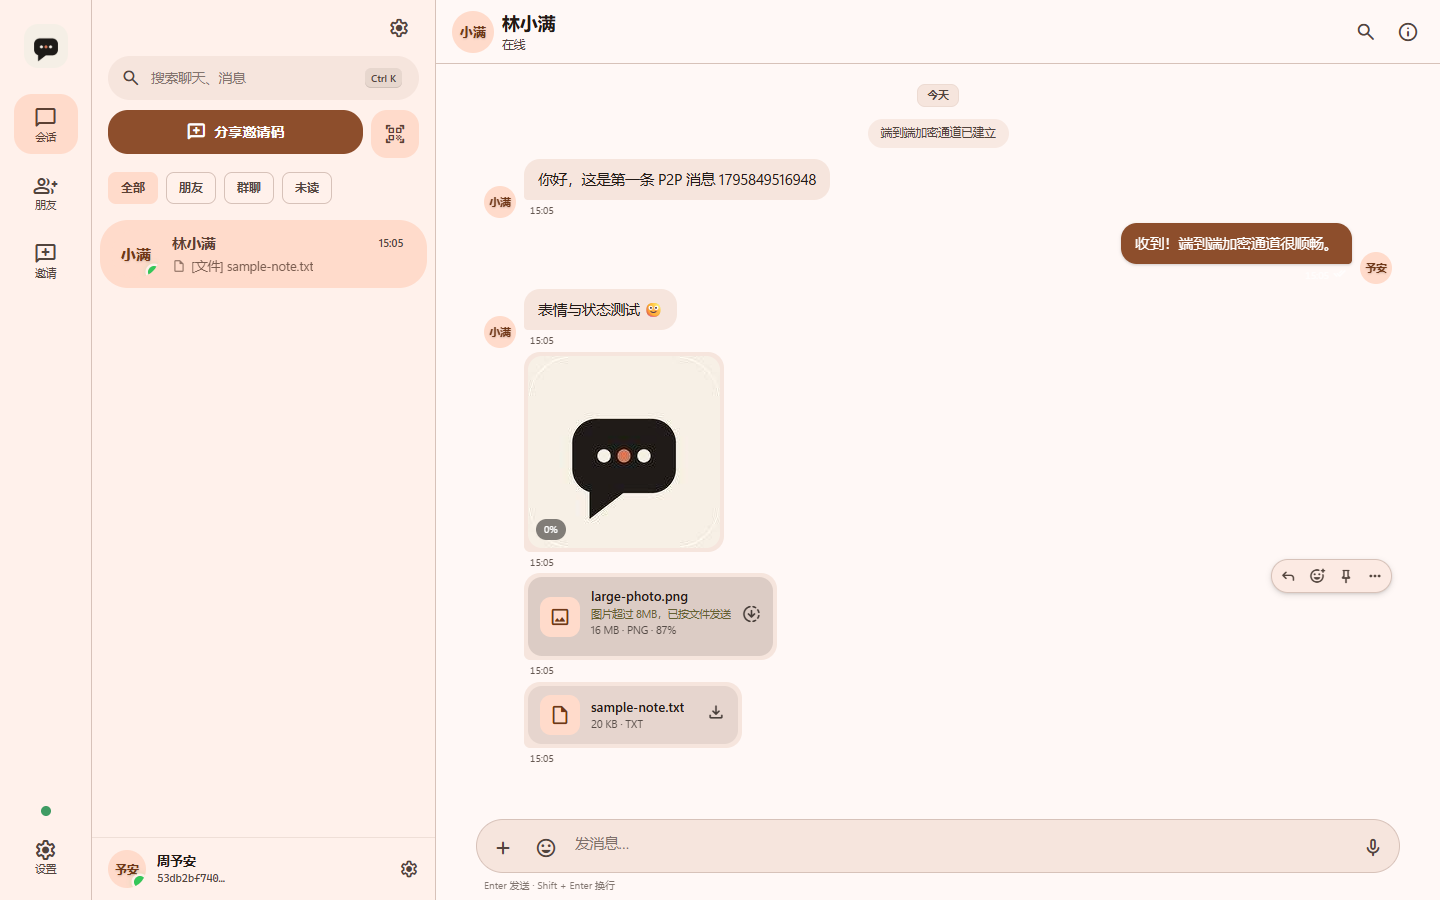 会话
朋友
邀请
设置
搜索聊天、消息
Ctrl K
分享邀请码
全部
朋友
群聊
未读
小满
林小满
15:05
[文件] sample-note.txt
予安
周予安
53db2bf740…
小满
林小满
在线
今天
端到端加密通道已建立
小满
你好，这是第一条 P2P 消息 1795849516948
15:05
收到！端到端加密通道很顺畅。
予安
小满
表情与状态测试
15:05
0%
15:05
large-photo.png
图片超过 8MB，已按文件发送
16 MB · PNG · 87%
15:05
sample-note.txt
20 KB · TXT
15:05
发消息…
Enter 发送 · Shift + Enter 换行